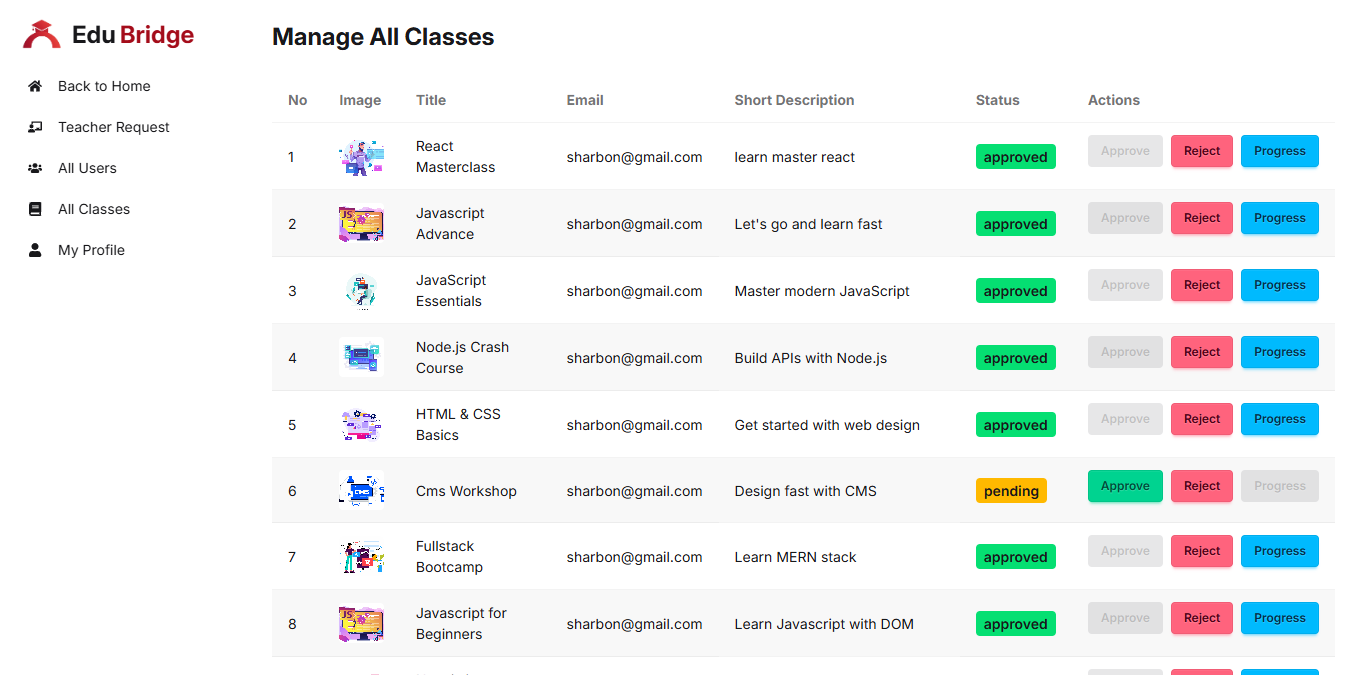 Edu Bridge
Manage All Classes
Back to Home
Teacher Request
All Users
All Classes
My Profile
No Image Title Email Short Description Status Actions
1 React Masterclass sharbon@gmail.com learn master react approved Approve Reject Progress
2 JS Javascript Advance sharbon@gmail.com Let's go and learn fast approved Approve Reject Progress
3 JavaScript Essentials sharbon@gmail.com Master modern JavaScript approved Approve Reject Progress
4 Node.js Crash Course sharbon@gmail.com Build APIs with Node.js approved Approve Reject Progress
5 HTML & CSS Basics sharbon@gmail.com Get started with web design approved Approve Reject Progress
6 CMS Cms Workshop sharbon@gmail.com Design fast with CMS pending Approve Reject Progress
7 Fullstack Bootcamp sharbon@gmail.com Learn MERN stack approved Approve Reject Progress
8 JS Javascript for Beginners sharbon@gmail.com Learn Javascript with DOM approved Approve Reject Progress